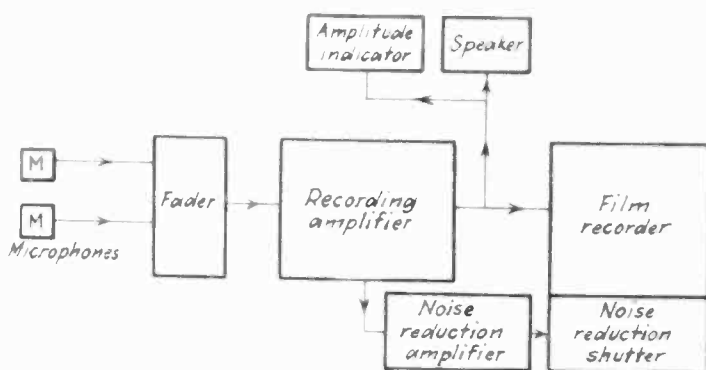 Amplitude
indicator
Speaker
M
M
Microphones
Fader
Recording
amplifier
Film
recorder
Noise
reduction
amplifier
Noise
reduction
shutter